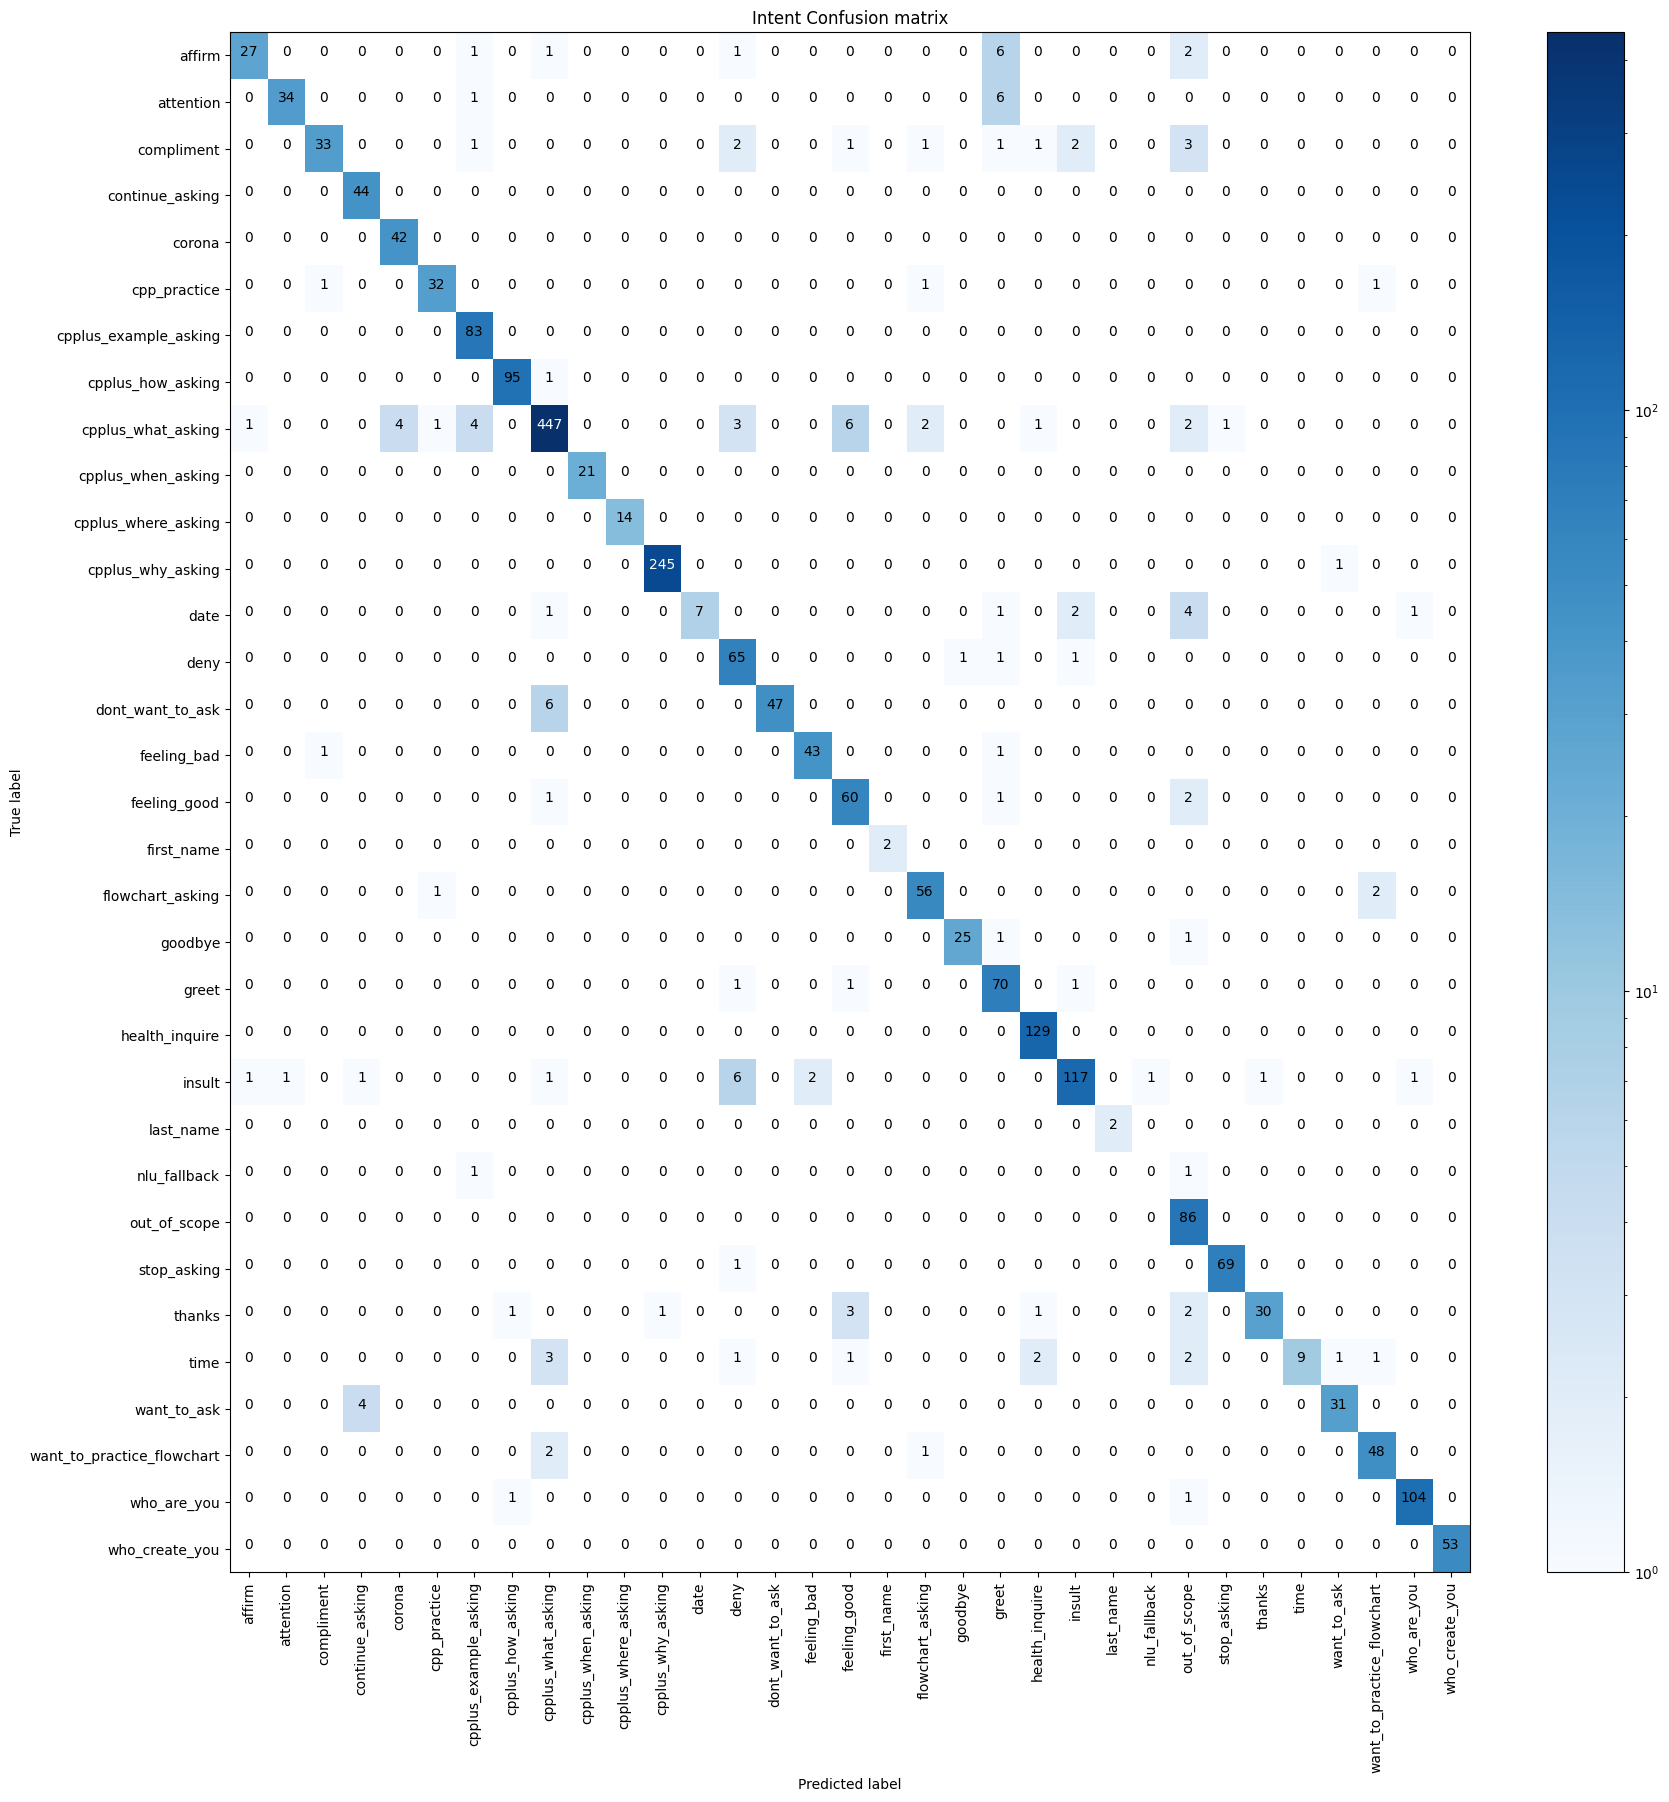 Intent Confusion matrix
affirm 27 0 0 0 0 0 1 0 1 0 0 0 0 1 0 0 0 0 0 0 6 0 0 0 0 2 0 0 0 0 0 0 0
attention 0 34 0 0 0 0 1 0 0 0 0 0 0 0 0 0 0 0 0 0 6 0 0 0 0 0 0 0 0 0 0 0 0
compliment 0 0 33 0 0 0 1 0 0 0 0 0 0 2 0 0 1 0 1 0 1 1 2 0 0 3 0 0 0 0 0 0 0
continue_asking 0 0 0 44 0 0 0 0 0 0 0 0 0 0 0 0 0 0 0 0 0 0 0 0 0 0 0 0 0 0 0 0 0
corona 0 0 0 0 42 0 0 0 0 0 0 0 0 0 0 0 0 0 0 0 0 0 0 0 0 0 0 0 0 0 0 0 0
cpp_practice 0 0 1 0 0 32 0 0 0 0 0 0 0 0 0 0 0 0 1 0 0 0 0 0 0 0 0 0 0 0 1 0 0
cpplus_example_asking 0 0 0 0 0 0 83 0 0 0 0 0 0 0 0 0 0 0 0 0 0 0 0 0 0 0 0 0 0 0 0 0 0
cpplus_how_asking 0 0 0 0 0 0 0 95 1 0 0 0 0 0 0 0 0 0 0 0 0 0 0 0 0 0 0 0 0 0 0 0 0
cpplus_what_asking 1 0 0 0 4 1 4 0 447 0 0 0 0 3 0 0 6 0 2 0 0 1 0 0 0 2 1 0 0 0 0 0 0
cpplus_when_asking 0 0 0 0 0 0 0 0 0 21 0 0 0 0 0 0 0 0 0 0 0 0 0 0 0 0 0 0 0 0 0 0 0
cpplus_where_asking 0 0 0 0 0 0 0 0 0 0 14 0 0 0 0 0 0 0 0 0 0 0 0 0 0 0 0 0 0 0 0 0 0
cpplus_why_asking 0 0 0 0 0 0 0 0 0 0 0 245 0 0 0 0 0 0 0 0 0 0 0 0 0 0 0 0 0 1 0 0 0
date 0 0 0 0 0 0 0 0 1 0 0 0 7 0 0 0 0 0 0 0 1 0 2 0 0 4 0 0 0 0 0 1 0
deny 0 0 0 0 0 0 0 0 0 0 0 0 0 65 0 0 0 0 0 1 1 0 1 0 0 0 0 0 0 0 0 0 0
dont_want_to_ask 0 0 0 0 0 0 0 0 6 0 0 0 0 0 47 0 0 0 0 0 0 0 0 0 0 0 0 0 0 0 0 0 0
feeling_bad 0 0 1 0 0 0 0 0 0 0 0 0 0 0 0 43 0 0 0 0 1 0 0 0 0 0 0 0 0 0 0 0 0
feeling_good 0 0 0 0 0 0 0 0 1 0 0 0 0 0 0 0 60 0 0 0 1 0 0 0 0 2 0 0 0 0 0 0 0
first_name 0 0 0 0 0 0 0 0 0 0 0 0 0 0 0 0 0 2 0 0 0 0 0 0 0 0 0 0 0 0 0 0 0
flowchart_asking 0 0 0 0 0 1 0 0 0 0 0 0 0 0 0 0 0 0 56 0 0 0 0 0 0 0 0 0 0 0 2 0 0
goodbye 0 0 0 0 0 0 0 0 0 0 0 0 0 0 0 0 0 0 0 25 1 0 0 0 0 1 0 0 0 0 0 0 0
greet 0 0 0 0 0 0 0 0 0 0 0 0 0 1 0 0 1 0 0 0 70 0 1 0 0 0 0 0 0 0 0 0 0
health_inquire 0 0 0 0 0 0 0 0 0 0 0 0 0 0 0 0 0 0 0 0 0 129 0 0 0 0 0 0 0 0 0 0 0
insult 1 1 0 1 0 0 0 0 1 0 0 0 0 6 0 2 0 0 0 0 0 0 117 0 1 0 0 1 0 0 0 1 0
last_name 0 0 0 0 0 0 0 0 0 0 0 0 0 0 0 0 0 0 0 0 0 0 0 2 0 0 0 0 0 0 0 0 0
nlu_fallback 0 0 0 0 0 0 1 0 0 0 0 0 0 0 0 0 0 0 0 0 0 0 0 0 0 1 0 0 0 0 0 0 0
out_of_scope 0 0 0 0 0 0 0 0 0 0 0 0 0 0 0 0 0 0 0 0 0 0 0 0 0 86 0 0 0 0 0 0 0
stop_asking 0 0 0 0 0 0 0 0 0 0 0 0 0 1 0 0 0 0 0 0 0 0 0 0 0 0 69 0 0 0 0 0 0
thanks 0 0 0 0 0 0 0 1 0 0 0 1 0 0 0 0 3 0 0 0 0 1 0 0 0 2 0 30 0 0 0 0 0
time 0 0 0 0 0 0 0 0 3 0 0 0 0 1 0 0 1 0 0 0 0 2 0 0 0 2 0 0 9 1 1 0 0
want_to_ask 0 0 0 4 0 0 0 0 0 0 0 0 0 0 0 0 0 0 0 0 0 0 0 0 0 0 0 0 0 31 0 0 0
want_to_practice_flowchart 0 0 0 0 0 0 0 0 2 0 0 0 0 0 0 0 0 0 1 0 0 0 0 0 0 0 0 0 0 0 48 0 0
who_are_you 0 0 0 0 0 0 0 1 0 0 0 0 0 0 0 0 0 0 0 0 0 0 0 0 0 1 0 0 0 0 0 104 0
who_create_you 0 0 0 0 0 0 0 0 0 0 0 0 0 0 0 0 0 0 0 0 0 0 0 0 0 0 0 0 0 0 0 0 53
True label
affirm
attention
compliment
continue_asking
corona
cpp_practice
cpplus_example_asking
cpplus_how_asking
cpplus_what_asking
cpplus_when_asking
cpplus_where_asking
cpplus_why_asking
date
deny
dont_want_to_ask
feeling_bad
feeling_good
first_name
flowchart_asking
goodbye
greet
health_inquire
insult
last_name
nlu_fallback
out_of_scope
stop_asking
thanks
time
want_to_ask
want_to_practice_flowchart
who_are_you
who_create_you
Predicted label
10²
10¹
10⁰